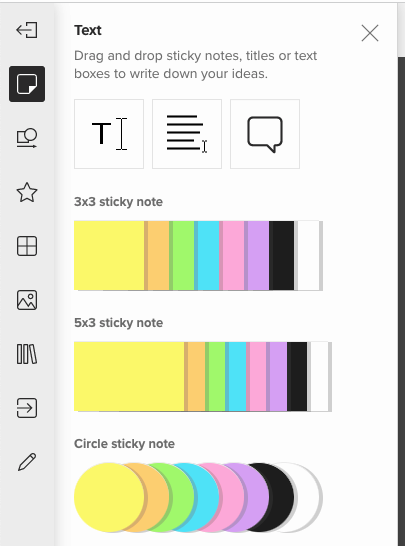 Text
Drag and drop sticky notes, titles or text
boxes to write down your ideas.
T
3x3 sticky note
5x3 sticky note
Circle sticky note